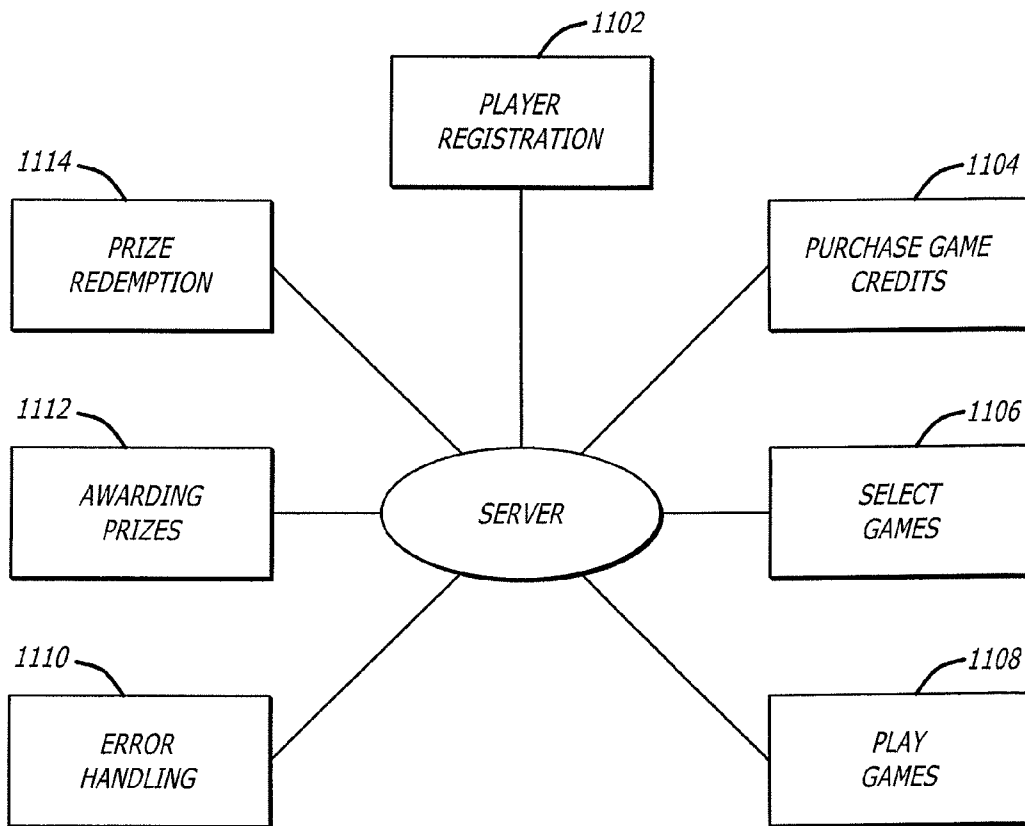 1102
PLAYER
REGISTRATION
1114
PRIZE
REDEMPTION
1104
PURCHASE GAME
CREDITS
1112
AWARDING
PRIZES
SERVER
1106
SELECT
GAMES
1110
ERROR
HANDLING
1108
PLAY
GAMES